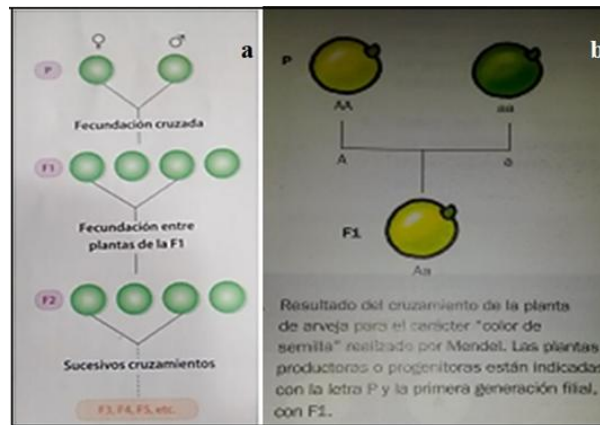 ♀ ♂ a
P
Fecundación cruzada
F1
Fecundación entre
plantas de la F1
F2
Sucesivos cruzamientos
F3, F4, F5, etc.
b
P
AA aa
A a
F1
Aa
Resultado del cruzamiento de la planta
de arveja para el carácter "color de
semilla" realizado por Mendel. Las plantas
productoras o progenitoras están indicadas
con la letra P y la primera generación filial,
con F1.